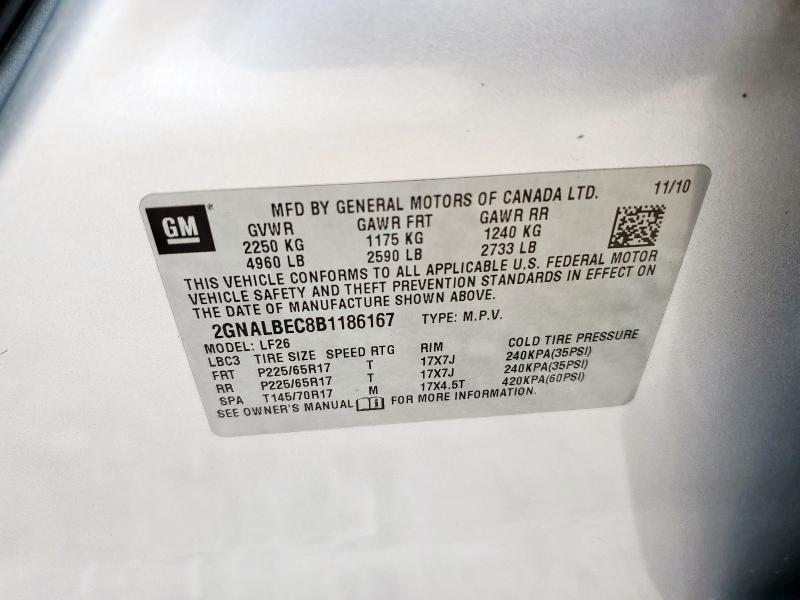 GM
MFD BY GENERAL MOTORS OF CANADA LTD. 11/10
GVWR GAWR FRT GAWR RR
2250 KG 1175 KG 1240 KG
4960 LB 2590 LB 2733 LB
THIS VEHICLE CONFORMS TO ALL APPLICABLE U.S. FEDERAL MOTOR
VEHICLE SAFETY AND THEFT PREVENTION STANDARDS IN EFFECT ON
THE DATE OF MANUFACTURE SHOWN ABOVE.
2GNALBEC8B1186167 TYPE: M.P.V.
MODEL: LF26
LBC3 TIRE SIZE SPEED RTG RIM COLD TIRE PRESSURE
FRT P225/65R17 T 17X7J 240KPA(35PSI)
RR P225/65R17 T 17X7J 240KPA(35PSI)
SPA T145/70R17 M 17X4.5T 420KPA(60PSI)
SEE OWNER'S MANUAL FOR MORE INFORMATION.